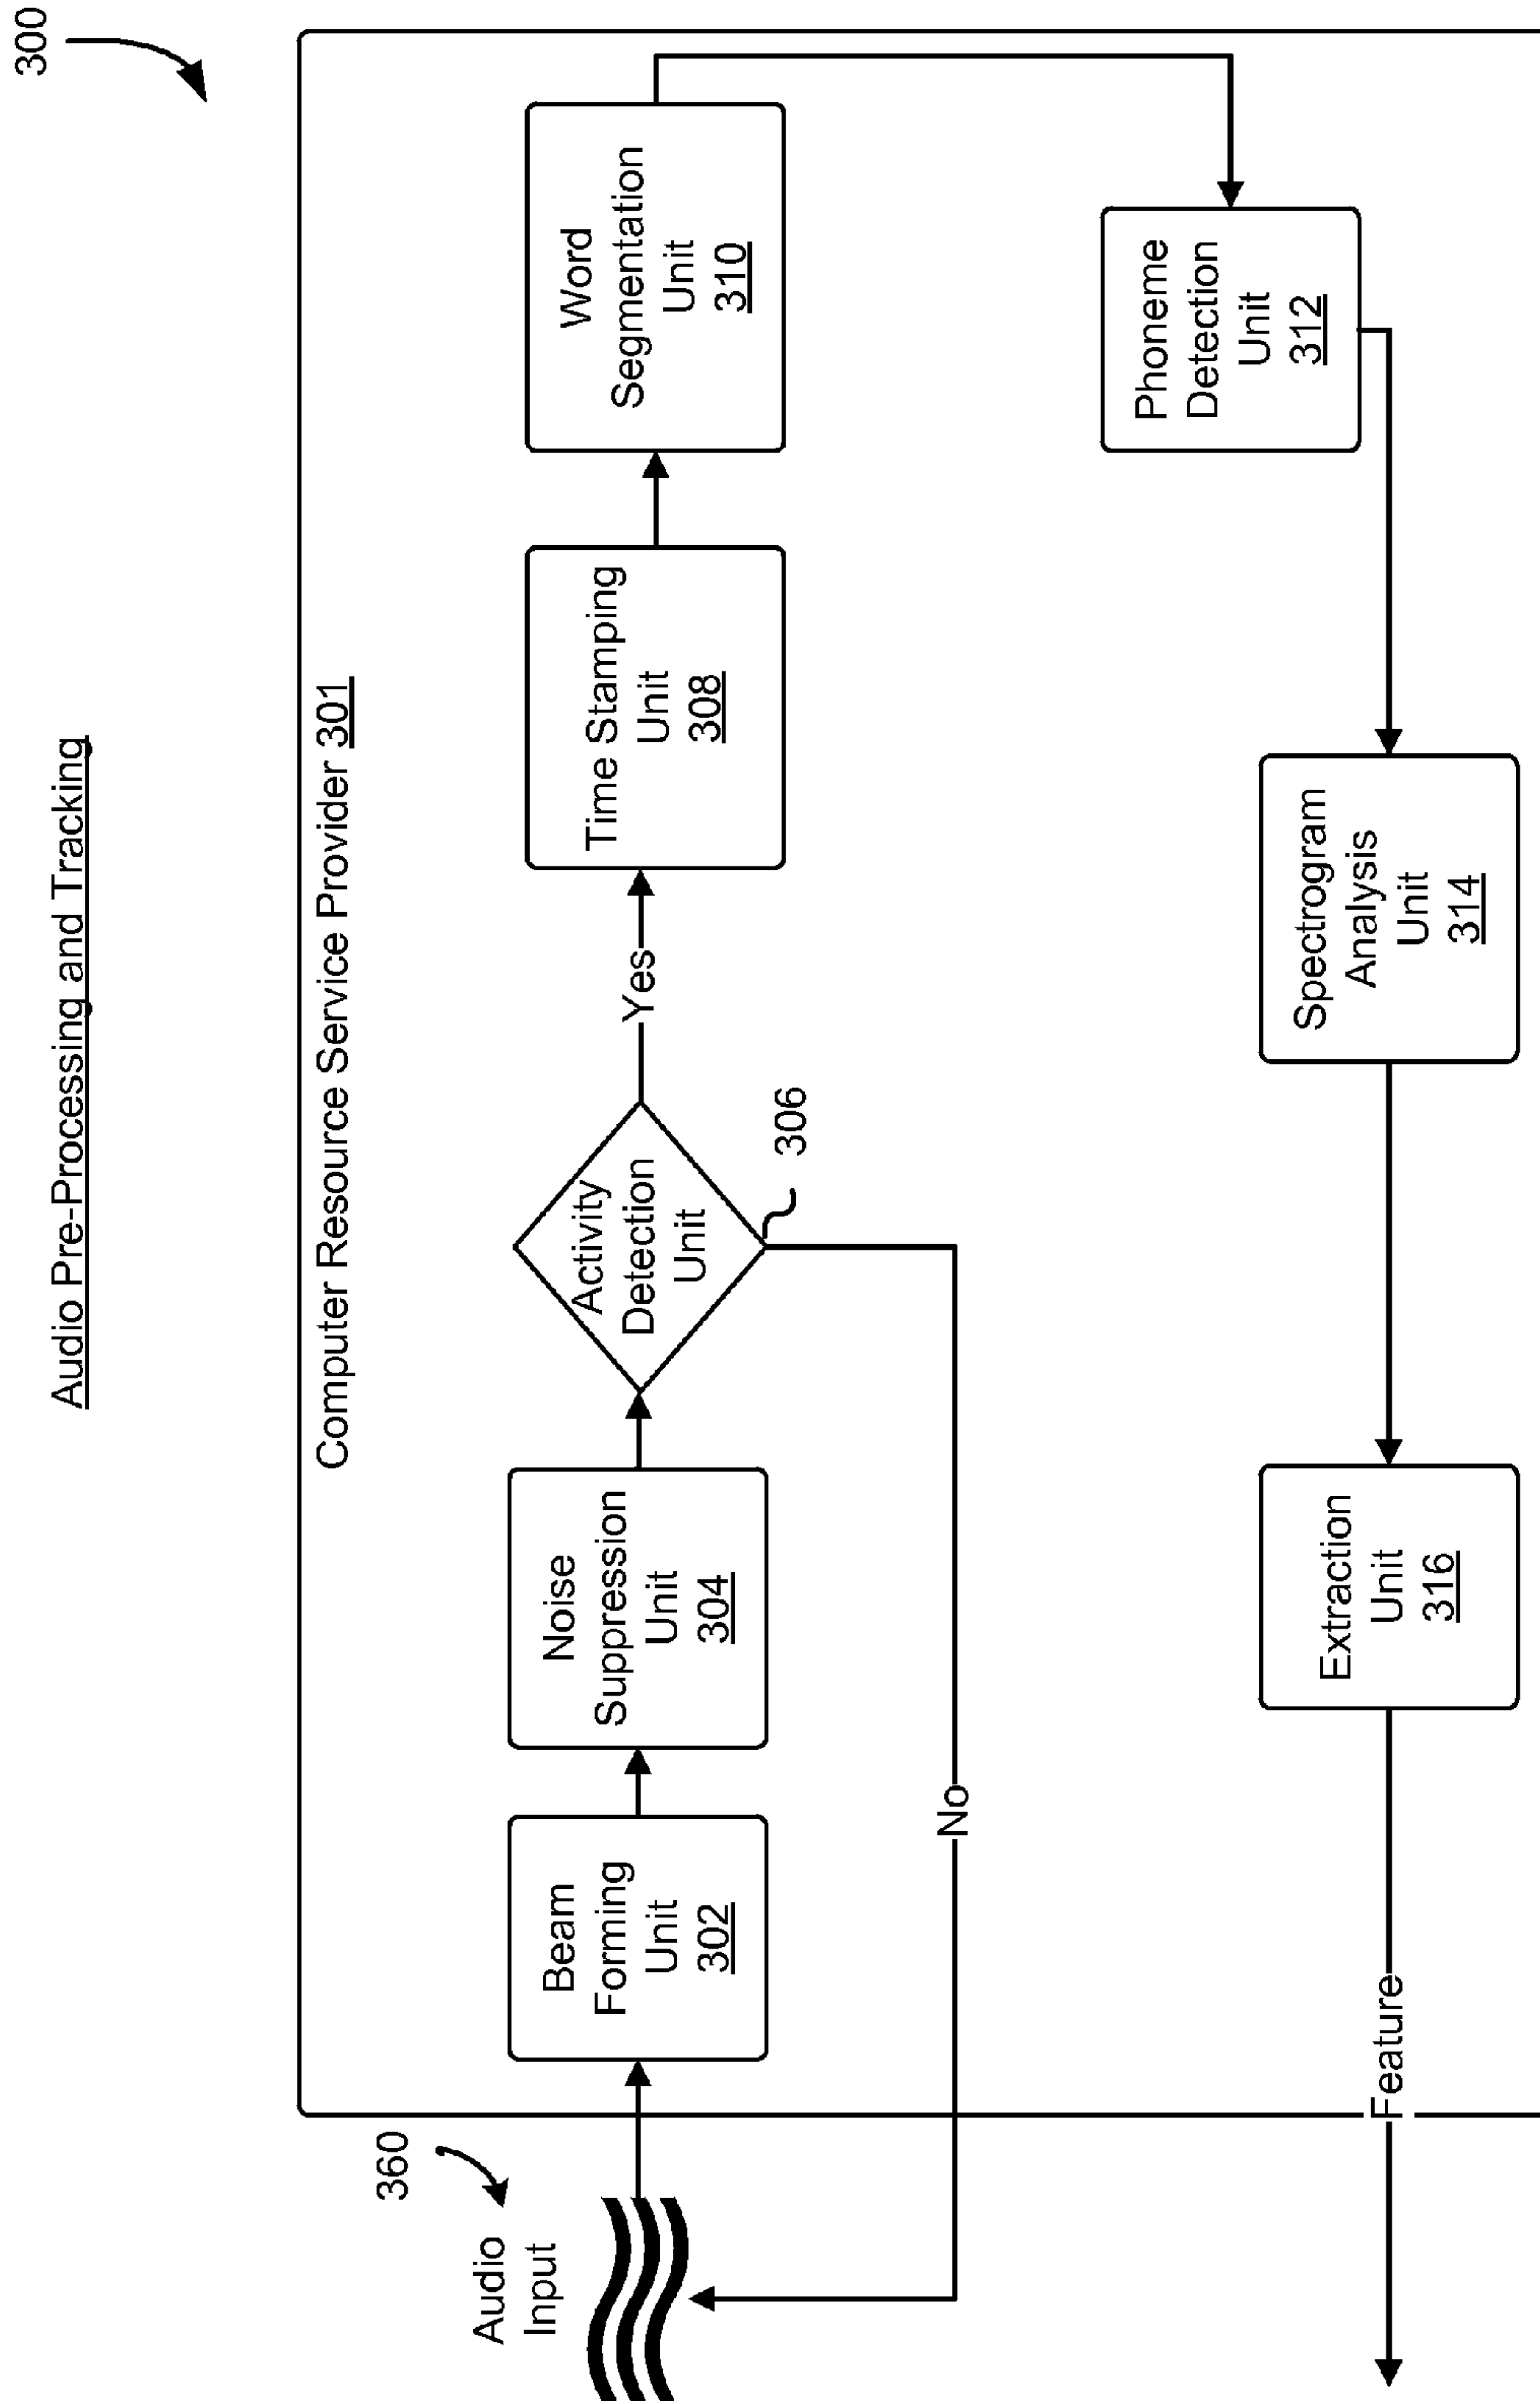 Audio Pre-Processing and Tracking
300
Computer Resource Service Provider 301
360
Audio
Input
Beam
Forming
Unit
302
Noise
Suppression
Unit
304
Activity
Detection
Unit
306
Yes
No
Time Stamping
Unit
308
Word
Segmentation
Unit
310
Phoneme
Detection
Unit
312
Spectrogram
Analysis
Unit
314
Extraction
Unit
316
Feature